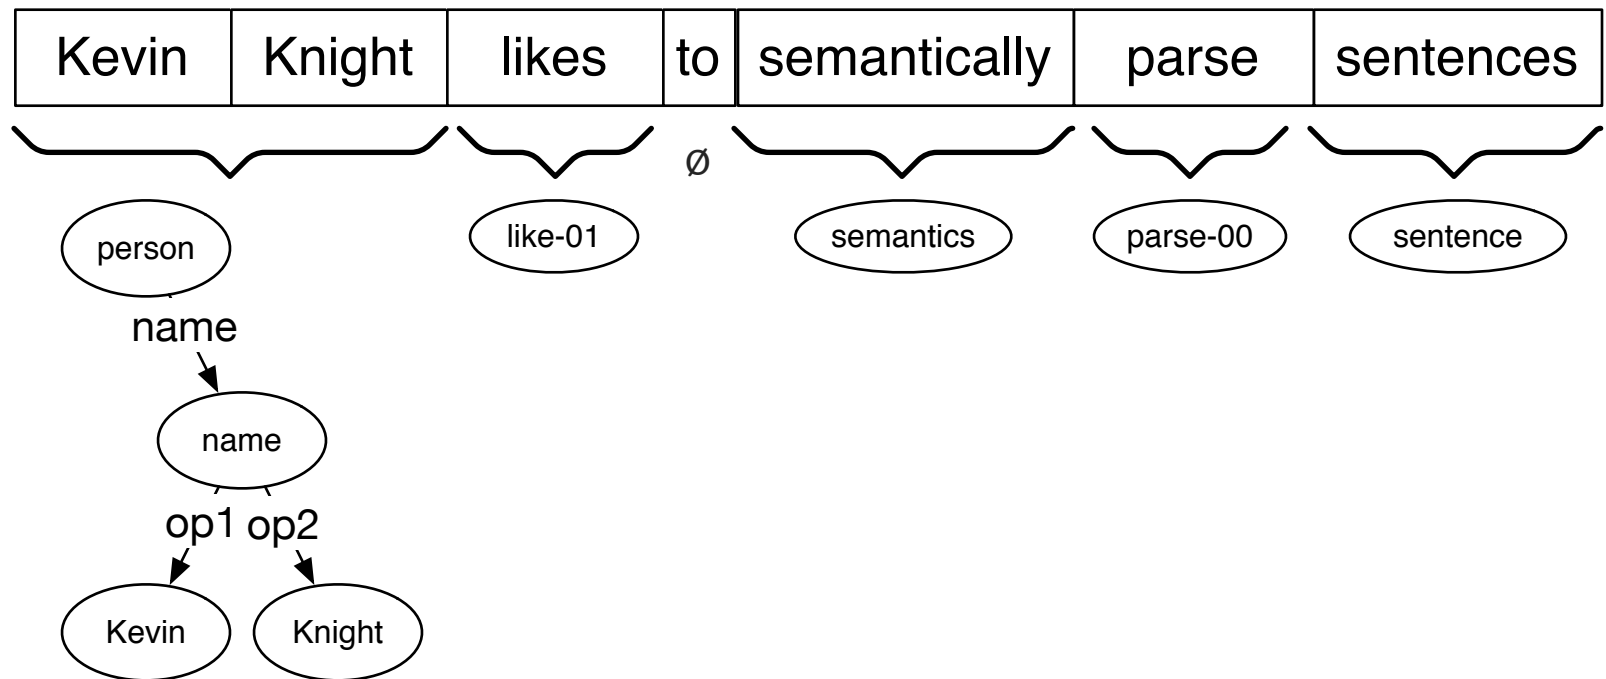 Kevin Knight likes to semantically parse sentences
Ø
person like-01 semantics parse-00 sentence
name
name
op1 op2
Kevin Knight